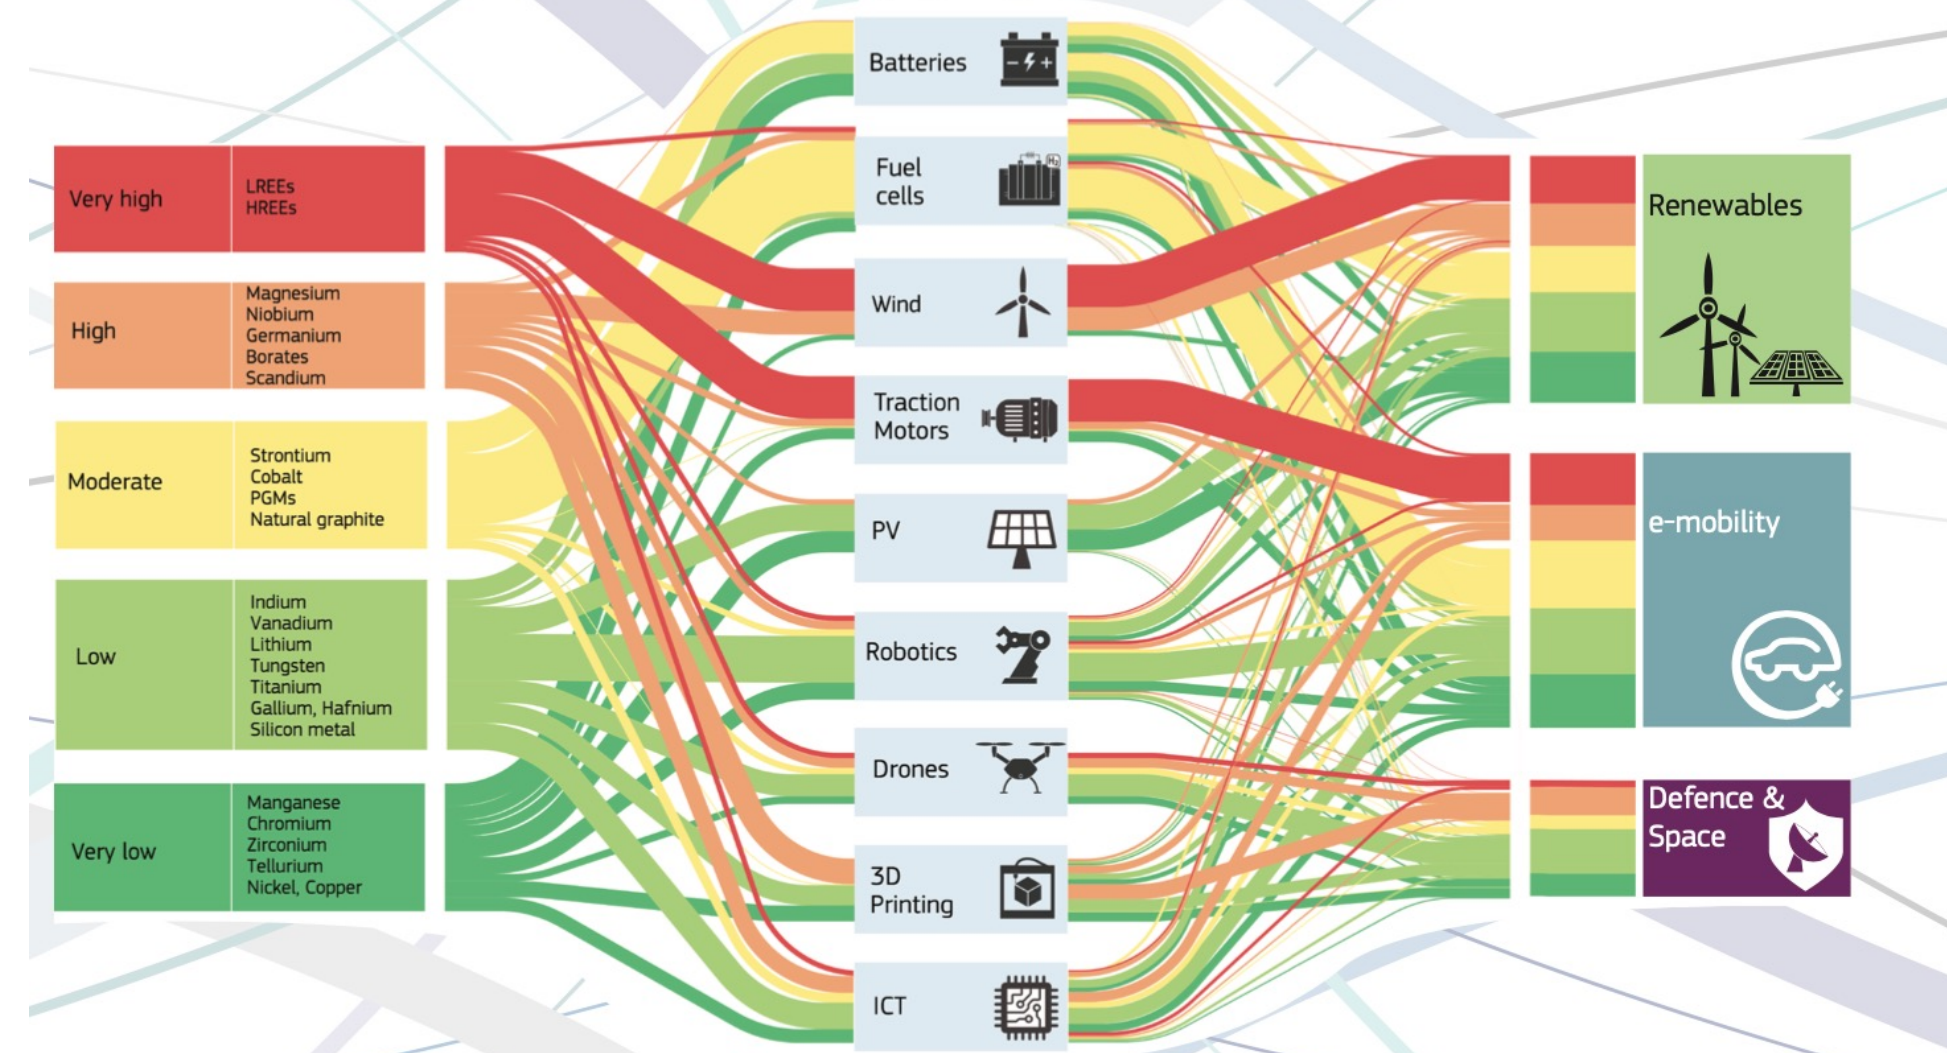 Very high
LREEs
HREEs
High
Magnesium
Niobium
Germanium
Borates
Scandium
Moderate
Strontium
Cobalt
PGMs
Natural graphite
Low
Indium
Vanadium
Lithium
Tungsten
Titanium
Gallium, Hafnium
Silicon metal
Very low
Manganese
Chromium
Zirconium
Tellurium
Nickel, Copper
Batteries
Fuel
cells
H2
Wind
Traction
Motors
PV
Robotics
Drones
3D
Printing
ICT
Renewables
e-mobility
Defence &
Space